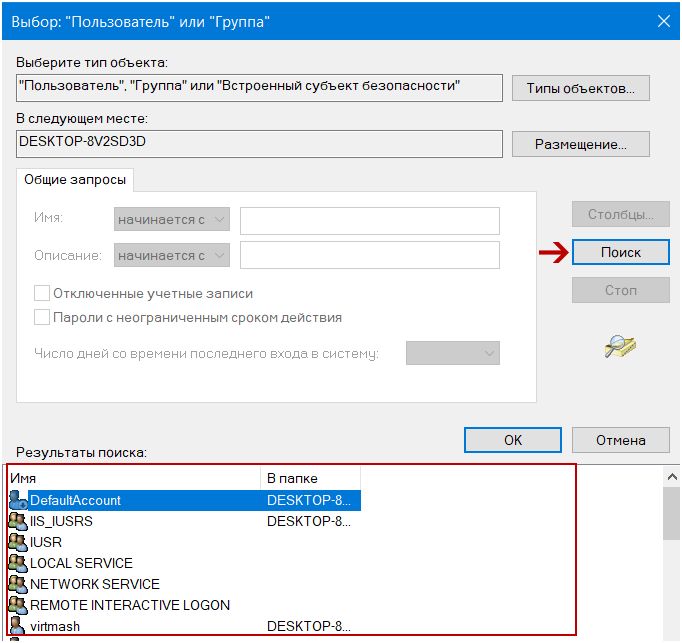 Выбор: "Пользователь" или "Группа"
Выберите тип объекта:
"Пользователь", "Группа" или "Встроенный субъект безопасности"
Типы объектов...
В следующем месте:
DESKTOP-8V2SD3D
Размещение...
Общие запросы
Имя:
начинается с
Столбцы...
Описание:
начинается с
Поиск
Отключенные учетные записи
Стоп
Пароли с неограниченным сроком действия
Число дней со времени последнего входа в систему:
OK
Отмена
Результаты поиска:
Имя В папке
DefaultAccount DESKTOP-8...
IIS_IUSRS DESKTOP-8...
IUSR
LOCAL SERVICE
NETWORK SERVICE
REMOTE INTERACTIVE LOGON
virtmash DESKTOP-8...